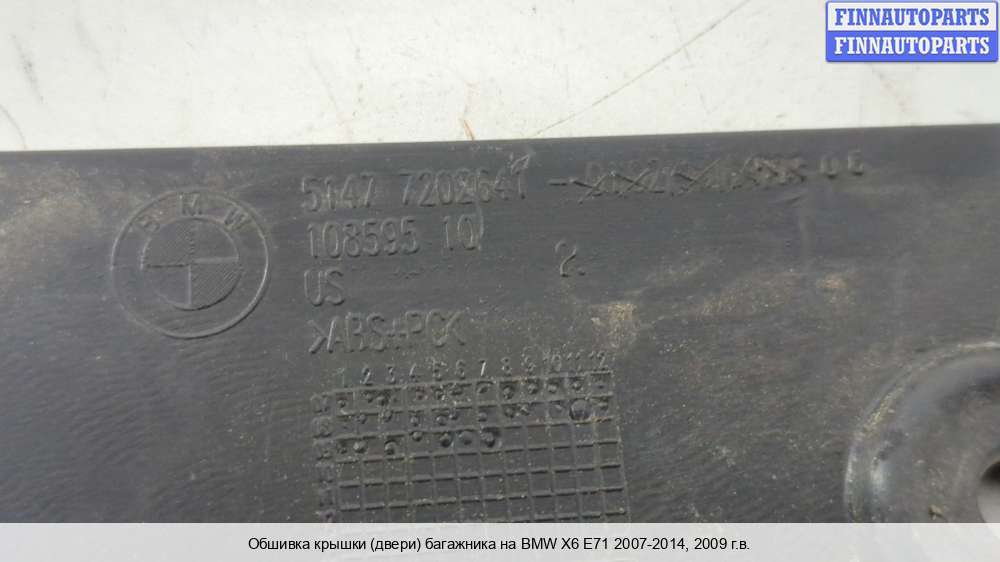 FINNAUTOPARTS
FINNAUTOPARTS
BMW
5147 7202641
108595 10
US
2.
>ABS+PC<
1 2 3 4 5 6 7 8 9 10 11 12
Обшивка крышки (двери) багажника на BMW X6 E71 2007-2014, 2009 г.в.